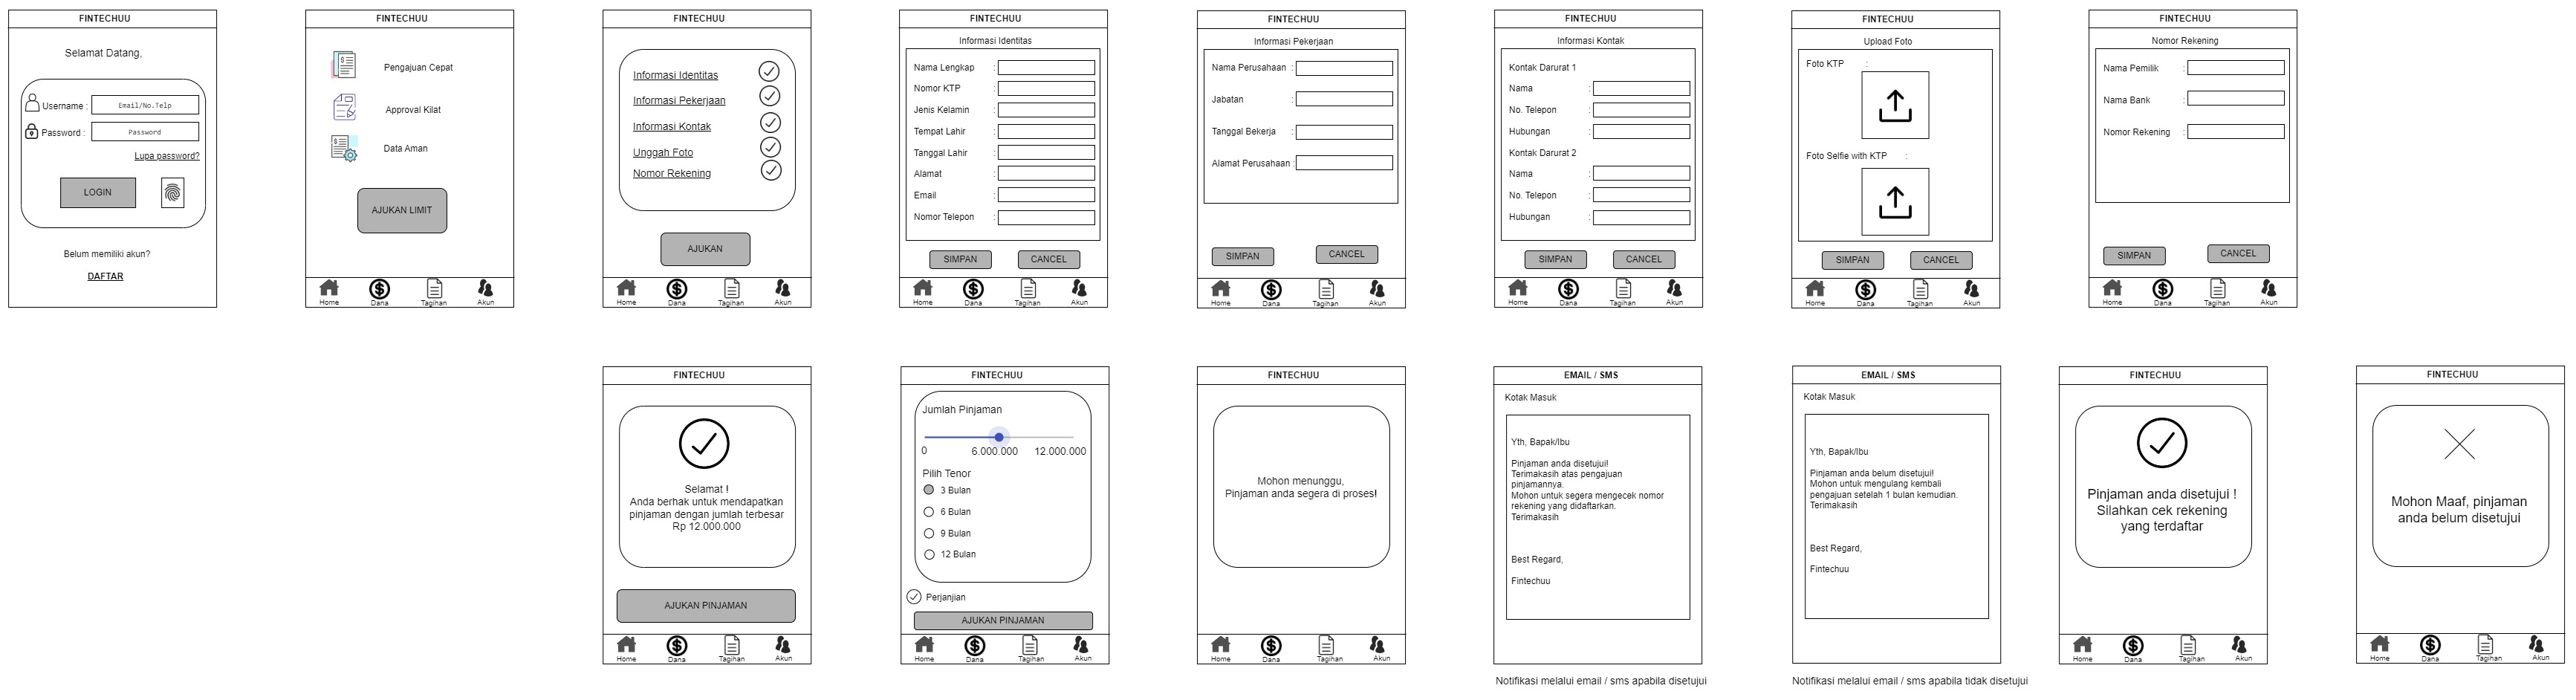 FINTECHUU
Selamat Datang,
Username :
Email/No.Telp
Password :
Password
Lupa password?
LOGIN
Belum memiliki akun?
DAFTAR
FINTECHUU
Pengajuan Cepat
Approval Kilat
Data Aman
AJUKAN LIMIT
Home Dana Tagihan Akun
FINTECHUU
Informasi Identitas
Informasi Pekerjaan
Informasi Kontak
Unggah Foto
Nomor Rekening
AJUKAN
Home Dana Tagihan Akun
FINTECHUU
Informasi Identitas
Nama Lengkap :
Nomor KTP :
Jenis Kelamin :
Tempat Lahir :
Tanggal Lahir :
Alamat :
Email :
Nomor Telepon :
SIMPAN CANCEL
Home Dana Tagihan Akun
FINTECHUU
Informasi Pekerjaan
Nama Perusahaan :
Jabatan :
Tanggal Bekerja :
Alamat Perusahaan :
SIMPAN CANCEL
Home Dana Tagihan Akun
FINTECHUU
Informasi Kontak
Kontak Darurat 1
Nama :
No. Telepon :
Hubungan :
Kontak Darurat 2
Nama :
No. Telepon :
Hubungan :
SIMPAN CANCEL
Home Dana Tagihan Akun
FINTECHUU
Upload Foto
Foto KTP :
Foto Selfie with KTP :
SIMPAN CANCEL
Home Dana Tagihan Akun
FINTECHUU
Nomor Rekening
Nama Pemilik :
Nama Bank :
Nomor Rekening :
SIMPAN CANCEL
Home Dana Tagihan Akun
FINTECHUU
Selamat !
Anda berhak untuk mendapatkan
pinjaman dengan jumlah terbesar
Rp 12.000.000
AJUKAN PINJAMAN
Home Dana Tagihan Akun
FINTECHUU
Jumlah Pinjaman
0 6.000.000 12.000.000
Pilih Tenor
3 Bulan
6 Bulan
9 Bulan
12 Bulan
Perjanjian
AJUKAN PINJAMAN
Home Dana Tagihan Akun
FINTECHUU
Mohon menunggu,
Pinjaman anda segera di proses!
Home Dana Tagihan Akun
EMAIL / SMS
Kotak Masuk
Yth, Bapak/Ibu
Pinjaman anda disetujui!
Terimakasih atas pengajuan
pinjamannya.
Mohon untuk segera mengecek nomor
rekening yang didaftarkan.
Terimakasih
Best Regard,
Fintechuu
Notifikasi melalui email / sms apabila disetujui
EMAIL / SMS
Kotak Masuk
Yth, Bapak/Ibu
Pinjaman anda belum disetujui!
Mohon untuk mengulang kembali
pengajuan setelah 1 bulan kemudian.
Terimakasih
Best Regard,
Fintechuu
Notifikasi melalui email / sms apabila tidak disetujui
FINTECHUU
Pinjaman anda disetujui !
Silahkan cek rekening
yang terdaftar
Home Dana Tagihan Akun
FINTECHUU
Mohon Maaf, pinjaman
anda belum disetujui
Home Dana Tagihan Akun